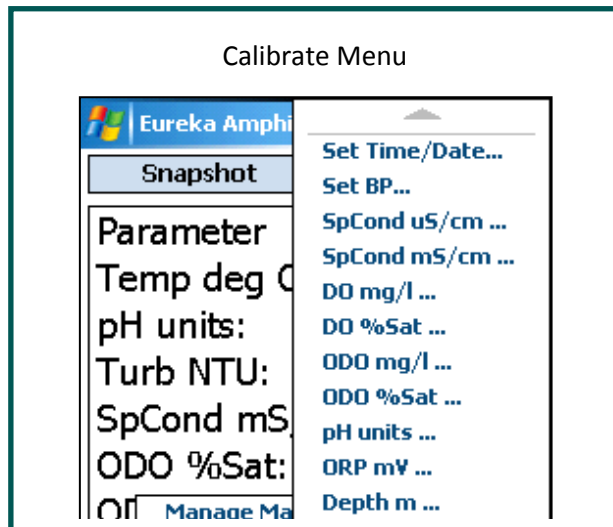 Calibrate Menu
Eureka Amphi
Snapshot
Parameter
Temp deg C
pH units:
Turb NTU:
SpCond mS
ODO %Sat:
Manage Ma
Set Time/Date...
Set BP...
SpCond uS/cm ...
SpCond mS/cm ...
DO mg/l ...
DO %Sat ...
ODO mg/l ...
ODO %Sat ...
pH units ...
ORP mV ...
Depth m ...